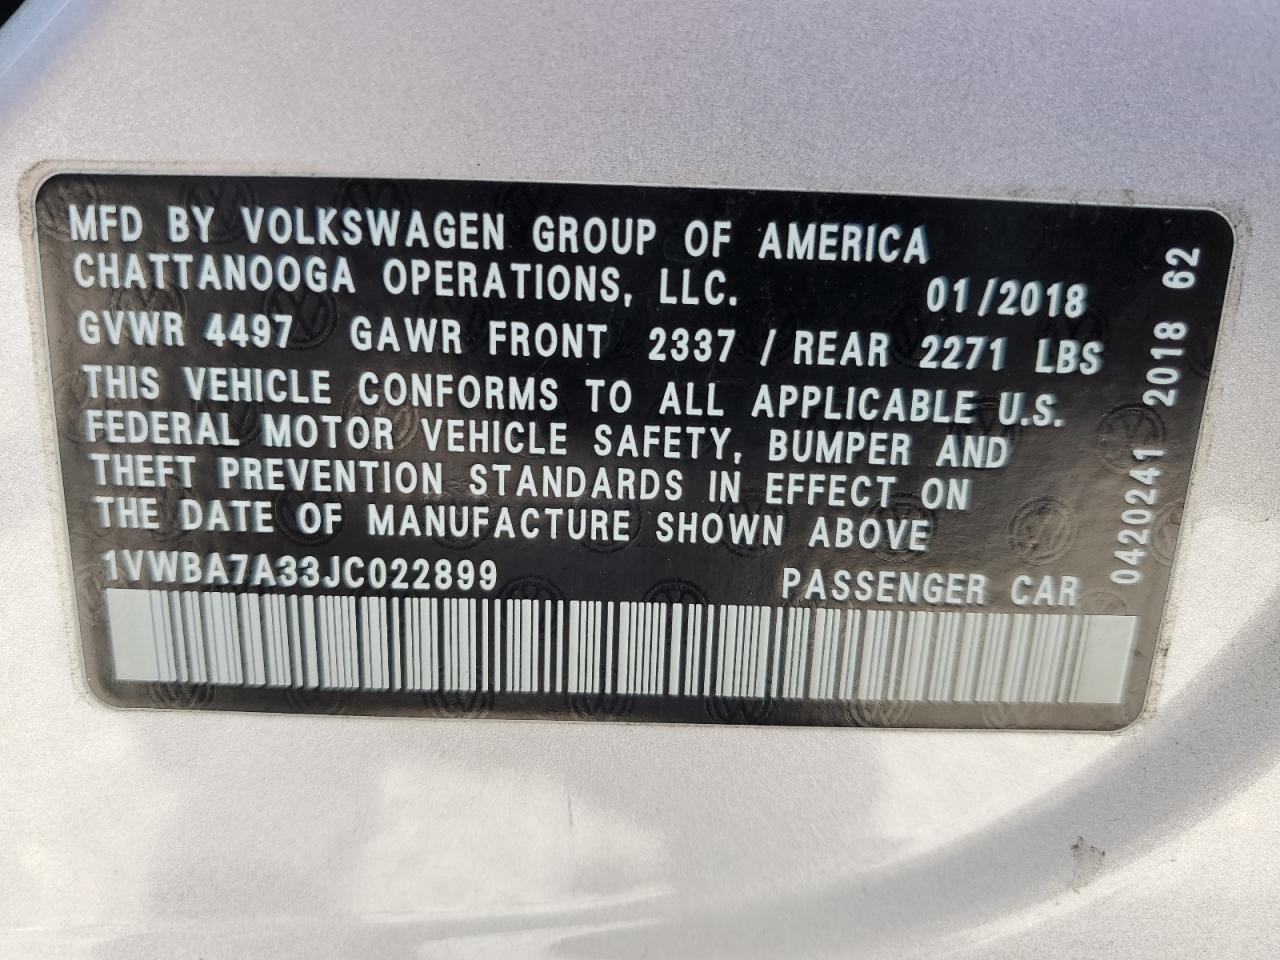 MFD BY VOLKSWAGEN GROUP OF AMERICA
CHATTANOOGA OPERATIONS, LLC. 01/2018
GVWR 4497 GAWR FRONT 2337 / REAR 2271 LBS
THIS VEHICLE CONFORMS TO ALL APPLICABLE U.S.
FEDERAL MOTOR VEHICLE SAFETY, BUMPER AND
THEFT PREVENTION STANDARDS IN EFFECT ON
THE DATE OF MANUFACTURE SHOWN ABOVE
1VWBA7A33JC022899 PASSENGER CAR
0420241 2018 62